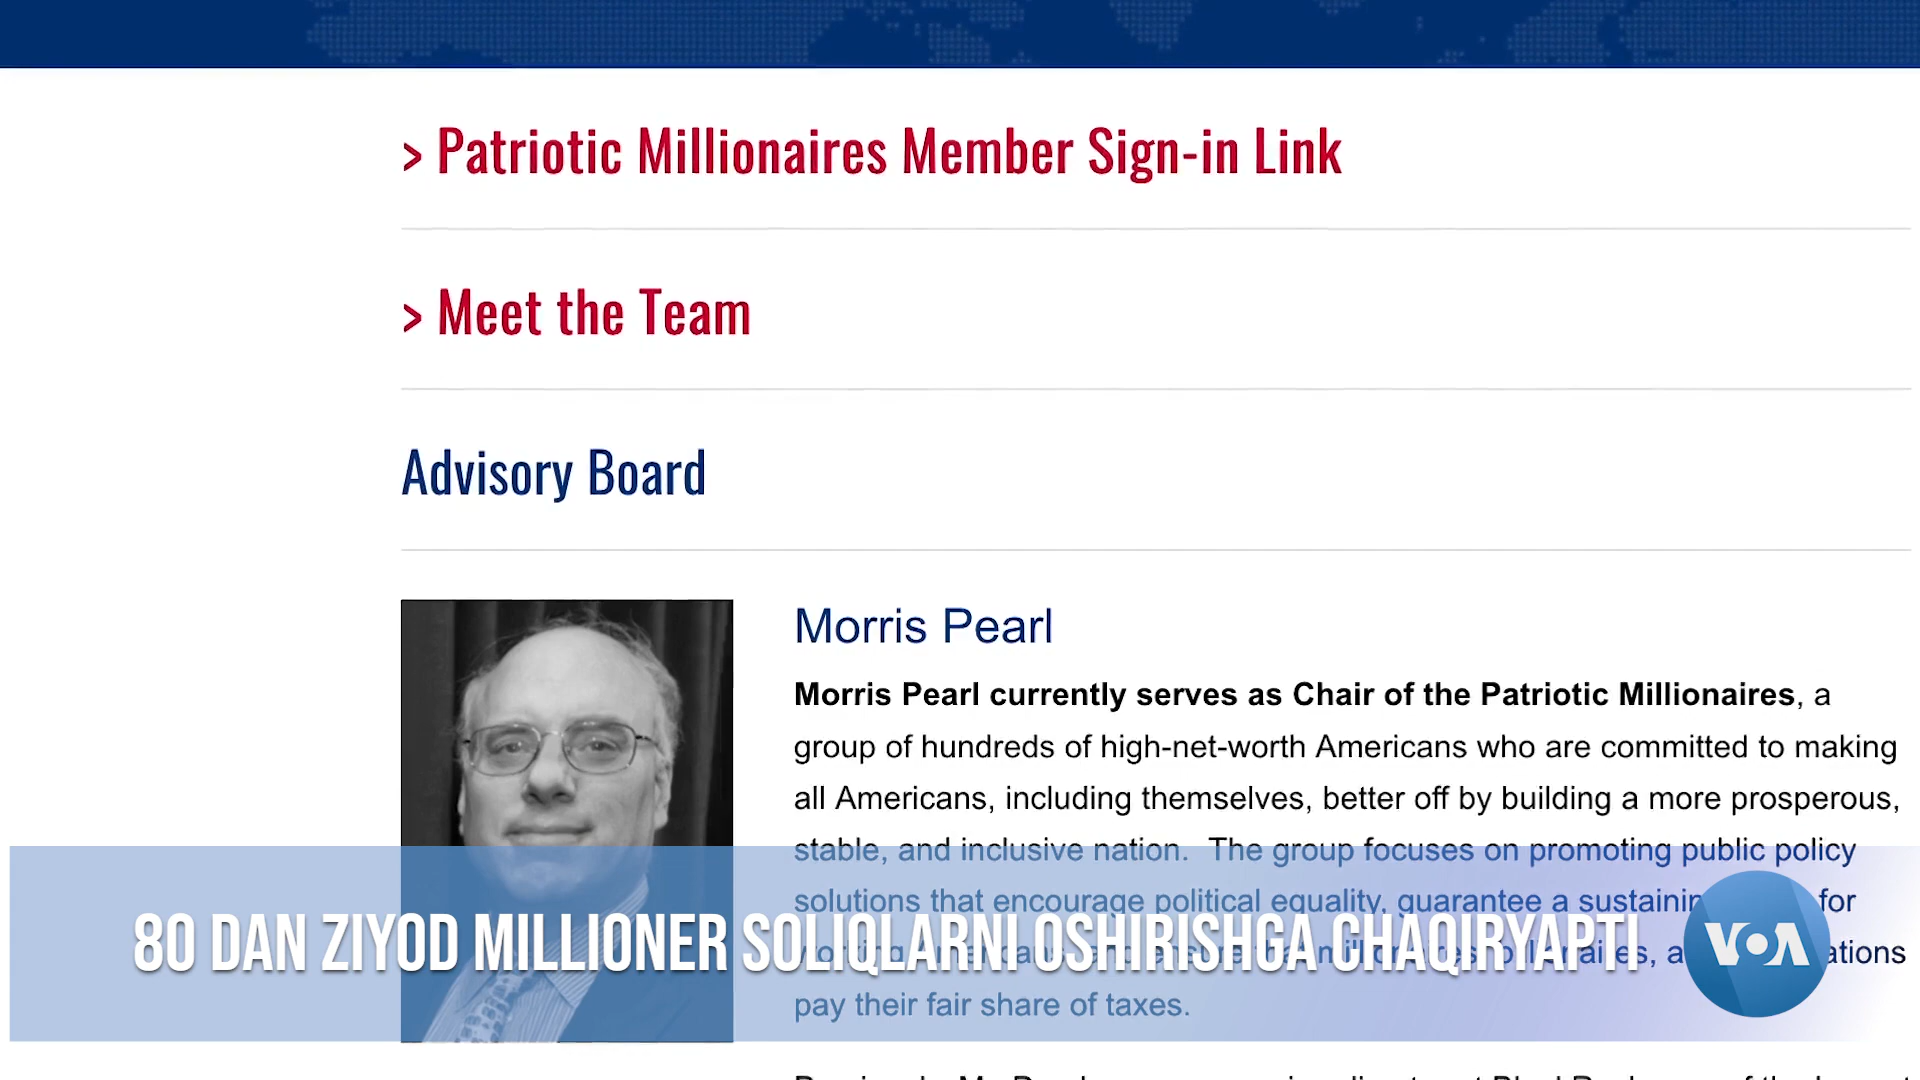 > Patriotic Millionaires Member Sign-in Link
> Meet the Team
Advisory Board
Morris Pearl
Morris Pearl currently serves as Chair of the Patriotic Millionaires, a
group of hundreds of high-net-worth Americans who are committed to making
all Americans, including themselves, better off by building a more prosperous,
stable, and inclusive nation. The group focuses on promoting public policy
solutions that encourage political equality, guarantee a for
pay their fair share of taxes.
80 DAN ZIYOD MILLIONER SOLIQLARNI OSHIRISHGA CHAQIRYAPTI
VOA